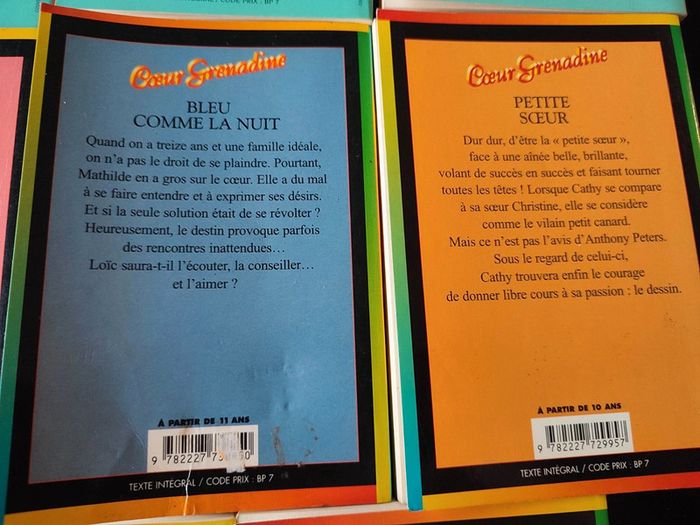 INTÉGRAL / CODE PRIX : BP 7
Cœur Grenadine
BLEU
COMME LA NUIT
Quand on a treize ans et une famille idéale,
on n'a pas le droit de se plaindre. Pourtant,
Mathilde en a gros sur le cœur. Elle a du mal
à se faire entendre et à exprimer ses désirs.
Et si la seule solution était de se révolter ?
Heureusement, le destin provoque parfois
des rencontres inattendues…
Loïc saura-t-il l'écouter, la conseiller…
et l'aimer ?
À PARTIR DE 11 ANS
9 782227
TEXTE INTÉGRAL / CODE PRIX : BP 7
Cœur Grenadine
PETITE
SŒUR
Dur dur, d'être la « petite sœur »,
face à une aînée belle, brillante,
volant de succès en succès et faisant tourner
toutes les têtes ! Lorsque Cathy se compare
à sa sœur Christine, elle se considère
comme le vilain petit canard.
Mais ce n'est pas l'avis d'Anthony Peters.
Sous le regard de celui-ci,
Cathy trouvera enfin le courage
de donner libre cours à sa passion : le dessin.
À PARTIR DE 10 ANS
9 782227 729957
TEXTE INTÉGRAL / CODE PRIX : BP 7